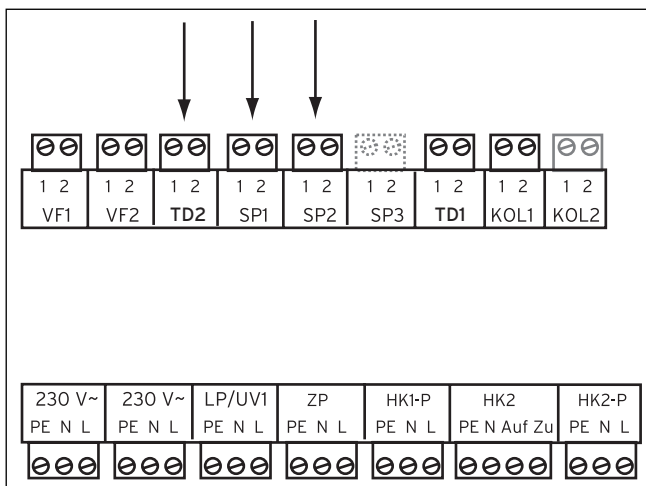 1 2 1 2 1 2 1 2 1 2 1 2 1 2 1 2 1 2
VF1 VF2 TD2 SP1 SP2 SP3 TD1 KOL1 KOL2
230 V~ 230 V~ LP/UV1 ZP HK1-P HK2 HK2-P
PE N L PE N L PE N L PE N L PE N L PE N Auf Zu PE N L